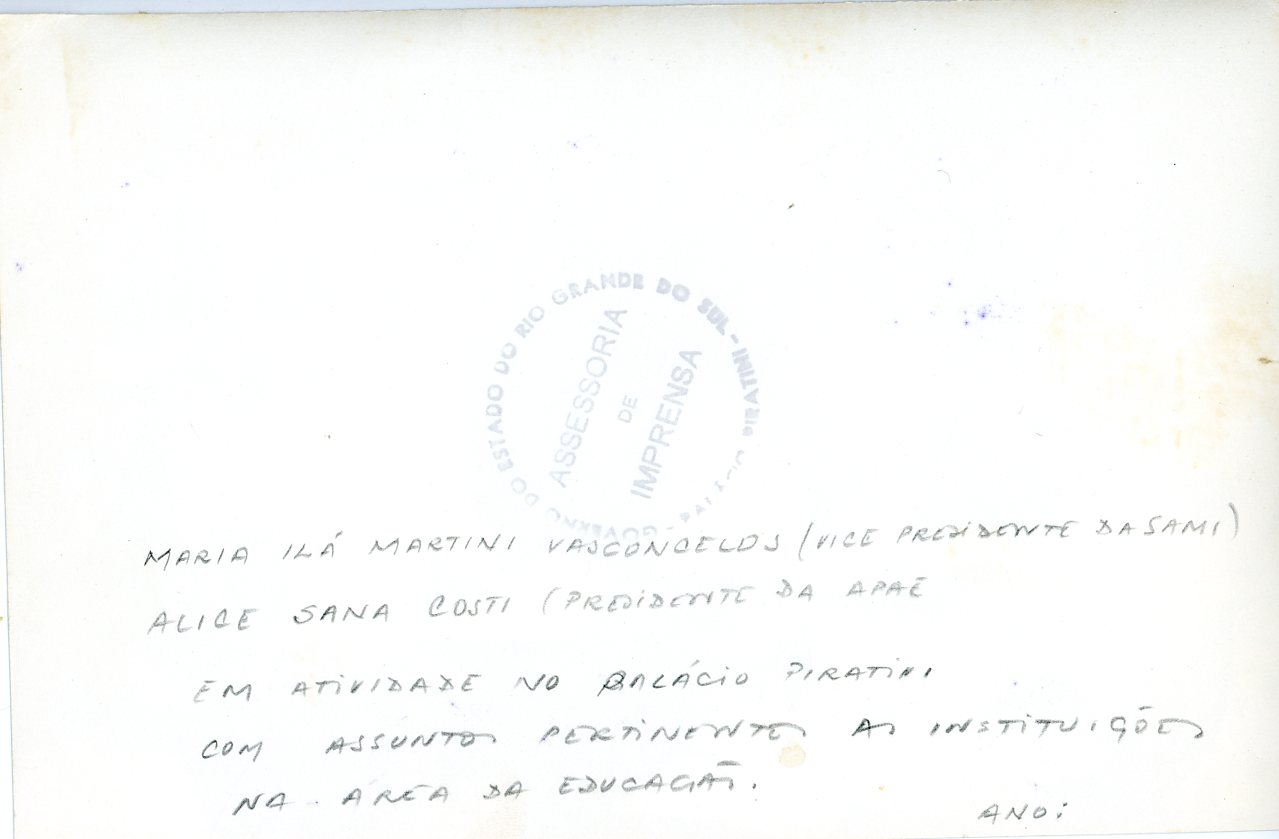 GOVERNO DO ESTADO DO RIO GRANDE DO SUL - PALÁCIO PIRATINI -
ASSESSORIA
DE
IMPRENSA
MARIA ILÁ MARTINI VASCONCELOS (VICE PRESIDENTE DA SAMI)
ALICE SANA COSTI (PRESIDENTE DA APAE
EM ATIVIDADE NO PALÁCIO PIRATINI
COM ASSUNTOS PERTINENTES AS INSTITUIÇÕES
NA AREA DA EDUCAÇÃO.
ANO: